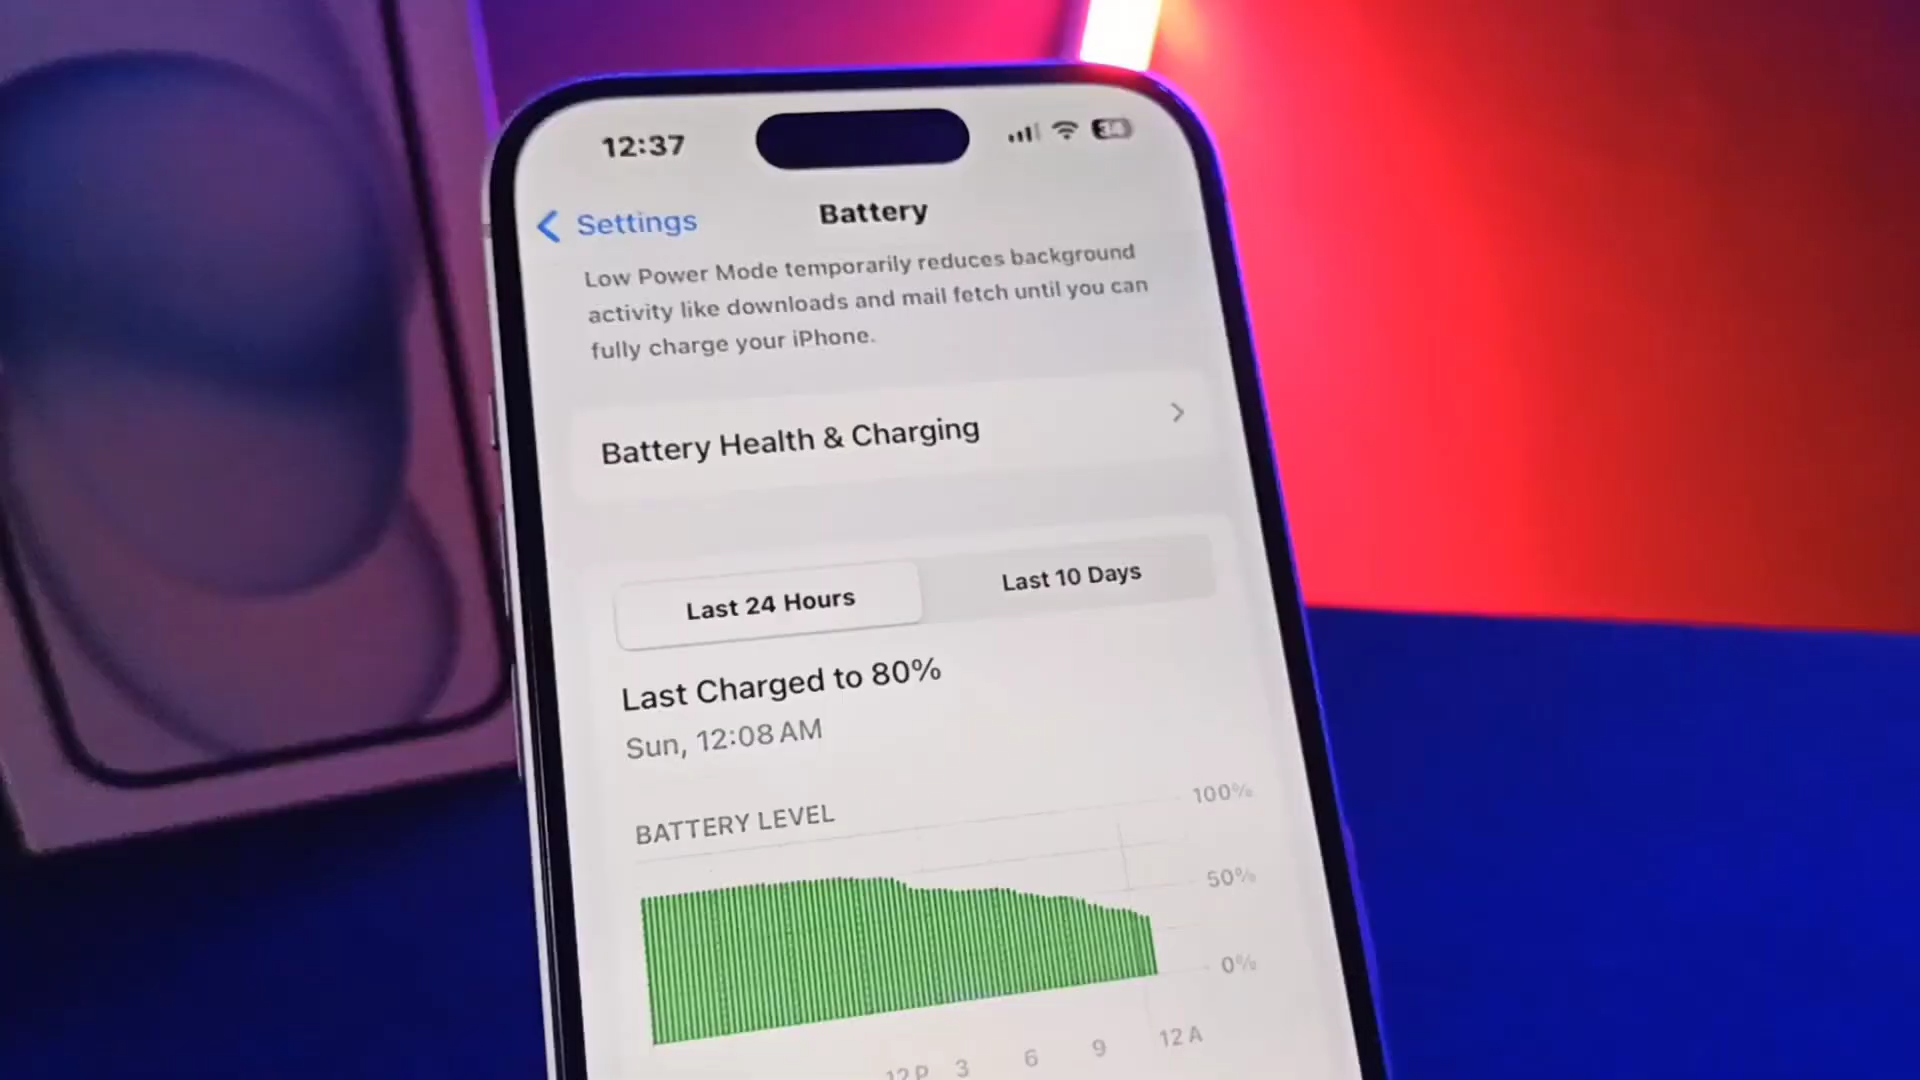 12:37
34
Settings
Battery
Low Power Mode temporarily reduces background
activity like downloads and mail fetch until you can
fully charge your iPhone.
Battery Health & Charging
Last 24 Hours
Last 10 Days
Last Charged to 80%
Sun, 12:08 AM
BATTERY LEVEL
100%
50%
0%
12 P
3
6
9
12 A